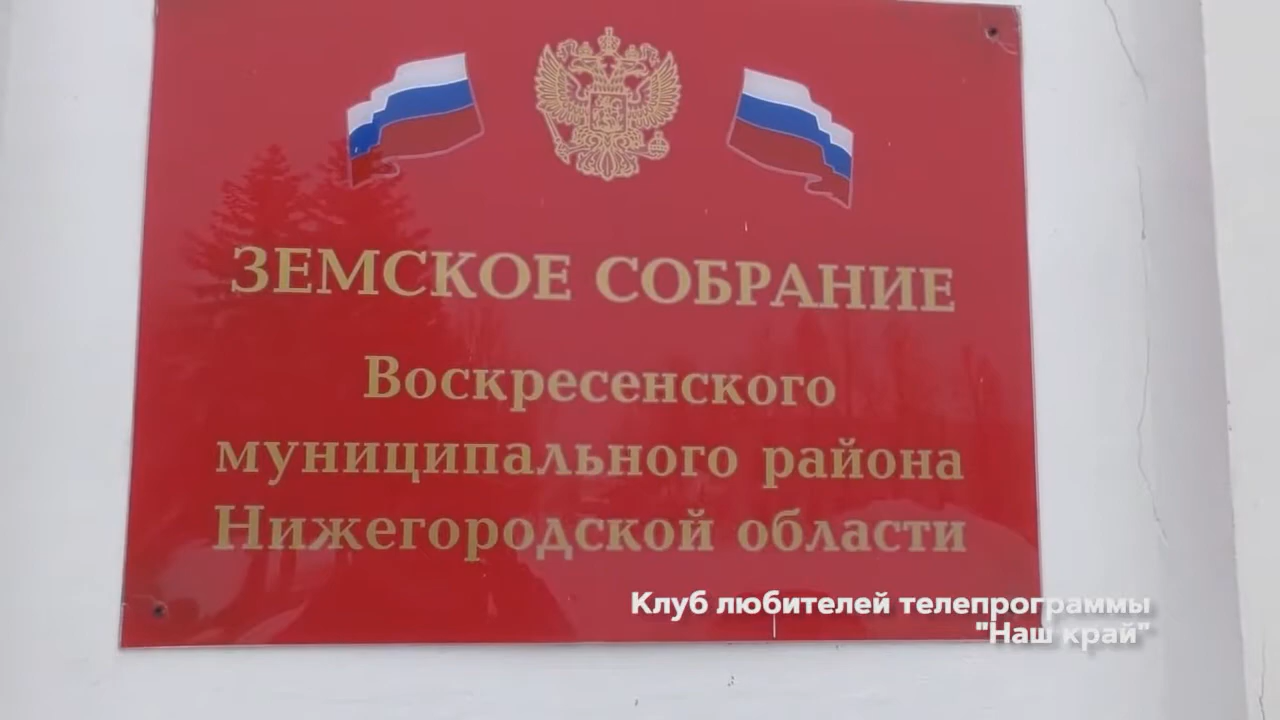 ЗЕМСКОЕ СОБРАНИЕ
Воскресенского
муниципального района
Нижегородской области
Клуб любителей телепрограммы
"Наш край"